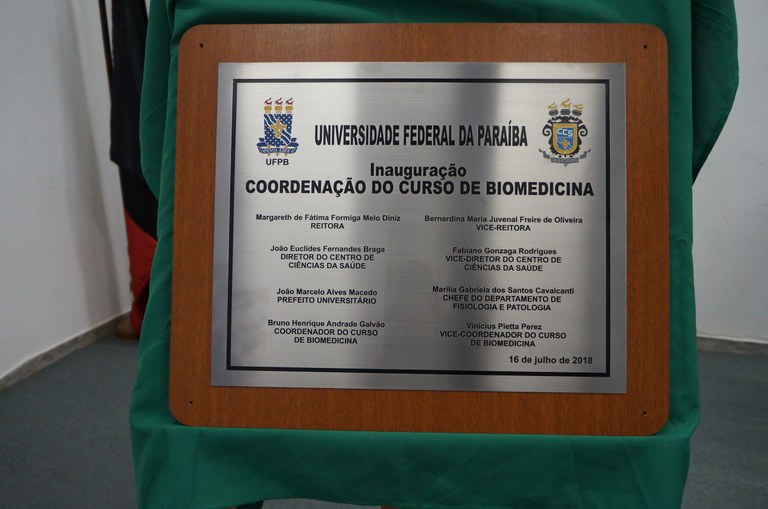 UNIVERSIDADE FEDERAL DA PARAÍBA
UFPB
CCS
Inauguração
COORDENAÇÃO DO CURSO DE BIOMEDICINA
Margareth de Fátima Formiga Melo Diniz
REITORA
Bernardina Maria Juvenal Freire de Oliveira
VICE-REITORA
João Euclides Fernandes Braga
DIRETOR DO CENTRO DE
CIÊNCIAS DA SAÚDE
Fabiano Gonzaga Rodrigues
VICE-DIRETOR DO CENTRO DE
CIÊNCIAS DA SAÚDE
João Marcelo Alves Macedo
PREFEITO UNIVERSITÁRIO
Marília Gabriela dos Santos Cavalcanti
CHEFE DO DEPARTAMENTO DE
FISIOLOGIA E PATOLOGIA
Bruno Henrique Andrade Galvão
COORDENADOR DO CURSO
DE BIOMEDICINA
Vinicius Pietta Perez
VICE-COORDENADOR DO CURSO
DE BIOMEDICINA
16 de julho de 2018